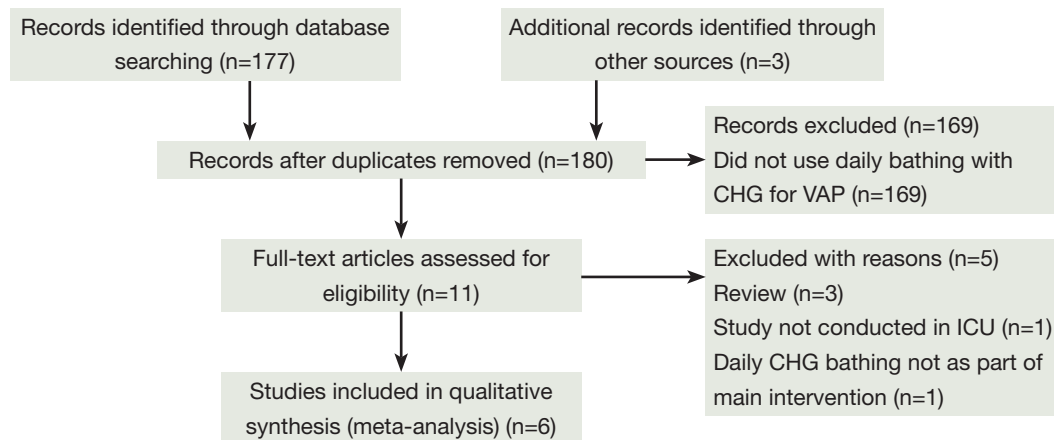 Records identified through database
searching (n=177)
Additional records identified through
other sources (n=3)
Records after duplicates removed (n=180)
Records excluded (n=169)
Did not use daily bathing with
CHG for VAP (n=169)
Full-text articles assessed for
eligibility (n=11)
Excluded with reasons (n=5)
Review (n=3)
Study not conducted in ICU (n=1)
Daily CHG bathing not as part of
main intervention (n=1)
Studies included in qualitative
synthesis (meta-analysis) (n=6)